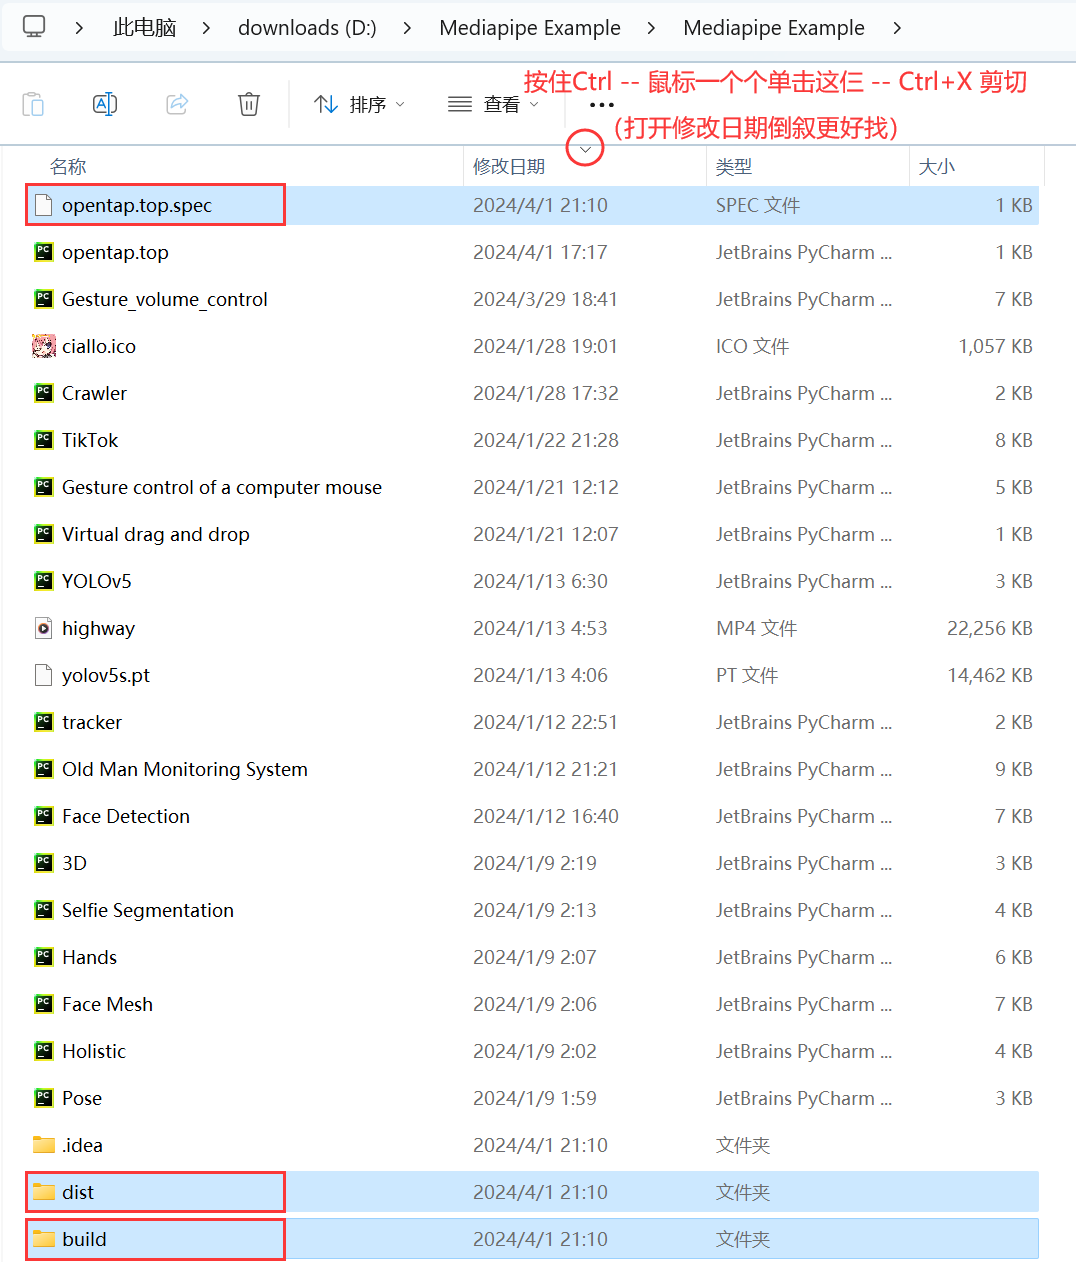 此电脑 downloads (D:) Mediapipe Example Mediapipe Example
按住Ctrl -- 鼠标一个个单击这仨 -- Ctrl+X 剪切
排序 查看
（打开修改日期倒叙更好找）
名称 修改日期 类型 大小
opentap.top.spec 2024/4/1 21:10 SPEC 文件 1 KB
opentap.top 2024/4/1 17:17 JetBrains PyCharm ... 1 KB
Gesture_volume_control 2024/3/29 18:41 JetBrains PyCharm ... 7 KB
ciallo.ico 2024/1/28 19:01 ICO 文件 1,057 KB
Crawler 2024/1/28 17:32 JetBrains PyCharm ... 2 KB
TikTok 2024/1/22 21:28 JetBrains PyCharm ... 8 KB
Gesture control of a computer mouse 2024/1/21 12:12 JetBrains PyCharm ... 5 KB
Virtual drag and drop 2024/1/21 12:07 JetBrains PyCharm ... 1 KB
YOLOv5 2024/1/13 6:30 JetBrains PyCharm ... 3 KB
highway 2024/1/13 4:53 MP4 文件 22,256 KB
yolov5s.pt 2024/1/13 4:06 PT 文件 14,462 KB
tracker 2024/1/12 22:51 JetBrains PyCharm ... 2 KB
Old Man Monitoring System 2024/1/12 21:21 JetBrains PyCharm ... 9 KB
Face Detection 2024/1/12 16:40 JetBrains PyCharm ... 7 KB
3D 2024/1/9 2:19 JetBrains PyCharm ... 3 KB
Selfie Segmentation 2024/1/9 2:13 JetBrains PyCharm ... 4 KB
Hands 2024/1/9 2:07 JetBrains PyCharm ... 6 KB
Face Mesh 2024/1/9 2:06 JetBrains PyCharm ... 7 KB
Holistic 2024/1/9 2:02 JetBrains PyCharm ... 4 KB
Pose 2024/1/9 1:59 JetBrains PyCharm ... 3 KB
.idea 2024/4/1 21:10 文件夹
dist 2024/4/1 21:10 文件夹
build 2024/4/1 21:10 文件夹